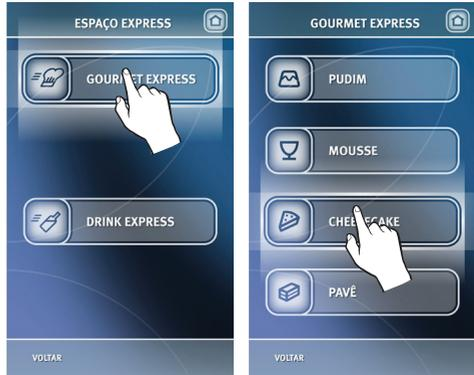 ESPAÇO EXPRESS
GOURMET EXPRESS
DRINK EXPRESS
VOLTAR
GOURMET EXPRESS
PUDIM
MOUSSE
CHEESECAKE
PAVÊ
VOLTAR